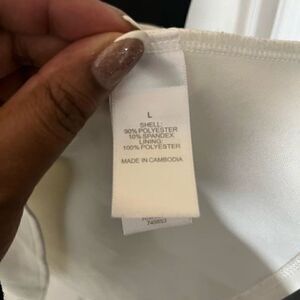 L
SHELL:
90% POLYESTER
10% SPANDEX
LINING:
100% POLYESTER
MADE IN CAMBODIA